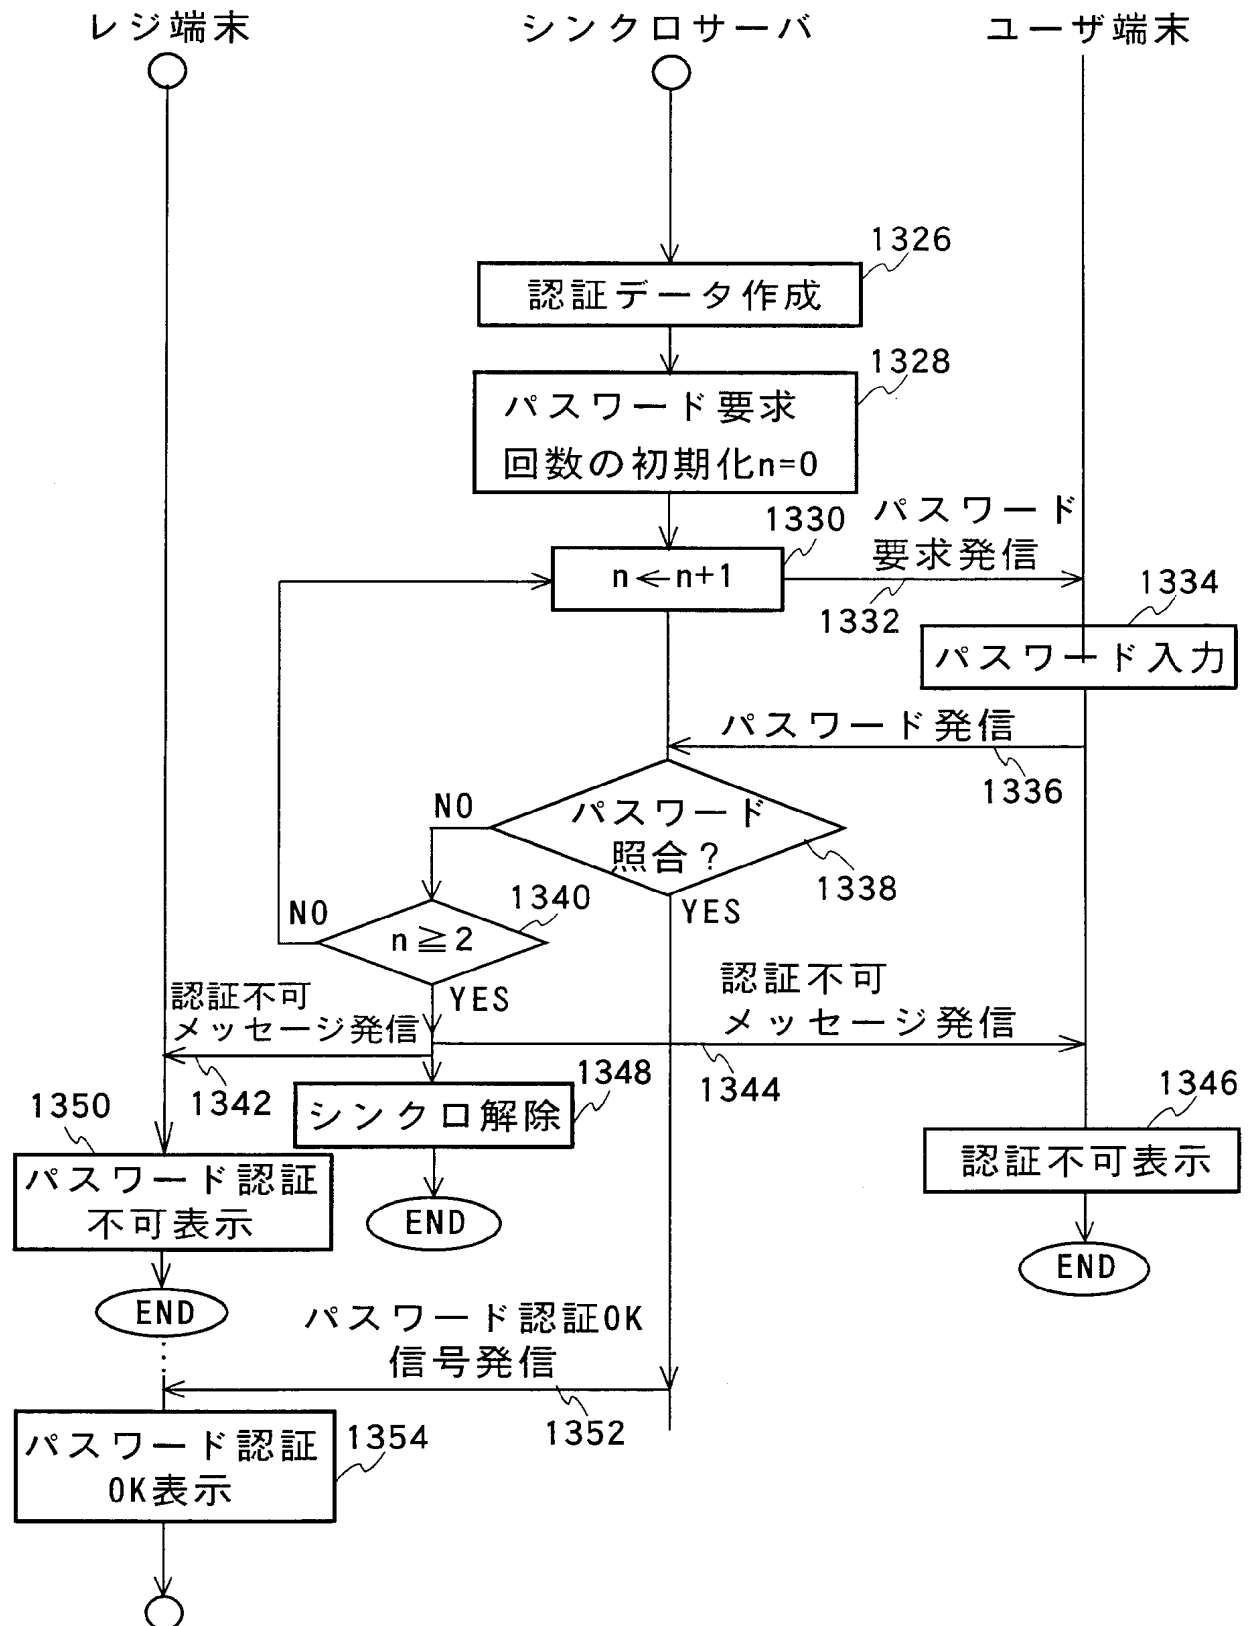 レジ端末
シンクロサーバ
ユーザ端末
1326
認証データ作成
1328
パスワード要求
回数の初期化n=0
1330
n←n+1
パスワード
要求発信
1332
1334
パスワード入力
パスワード発信
1336
NO
パスワード
照合？
1338
YES
1340
NO
n≧2
YES
認証不可
メッセージ発信
1342
認証不可
メッセージ発信
1344
1348
シンクロ解除
END
1346
認証不可表示
END
1350
パスワード認証
不可表示
END
パスワード認証OK
信号発信
1352
パスワード認証
OK表示
1354